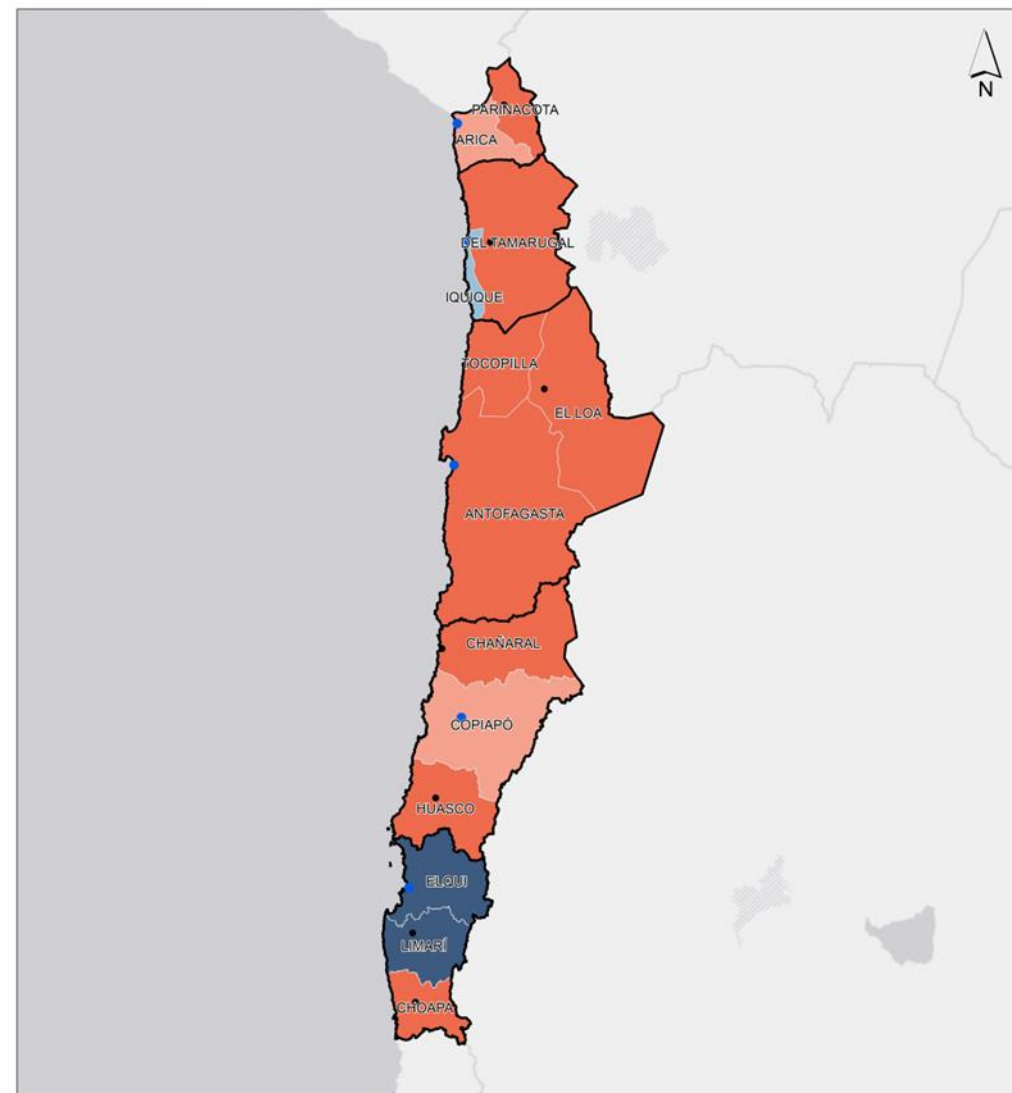 N
PARINACOTA
ARICA
DEL TAMARUGAL
IQUIQUE
TOCOPILLA
EL LOA
ANTOFAGASTA
CHAÑARAL
COPIAPÓ
HUASCO
ELQUI
LIMARÍ
CHOAPA